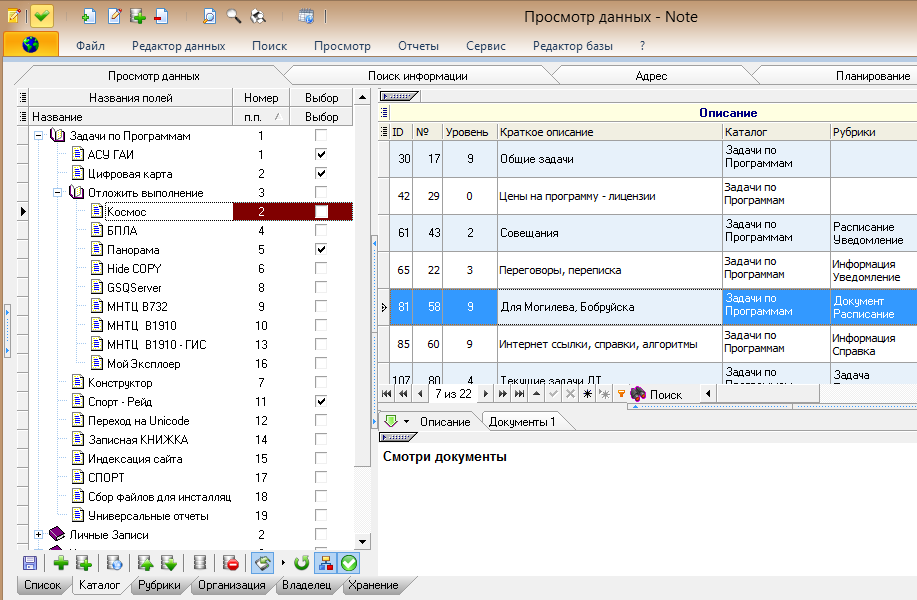 Просмотр данных - Note
Файл Редактор данных Поиск Просмотр Отчеты Сервис Редактор базы ?
Просмотр данных Поиск информации Адрес Планирование
Названия полей Номер Выбор
Название п.п. Выбор
Задачи по Программам 1
АСУ ГАИ 1
Цифровая карта 2
Отложить выполнение 3
Космос 2
БПЛА 4
Панорама 5
Hide COPY 6
GSQServer 8
МНТЦ В732 9
МНТЦ В1910 10
МНТЦ В1910 - ГИС 13
Мой Эксплоер 16
Конструктор 7
Спорт - Рейд 11
Переход на Unicode 12
Записная КНИЖКА 14
Индексация сайта 15
СПОРТ 17
Сбор файлов для инсталляц 18
Универсальные отчеты 19
Личные Записи 2
Список Каталог Рубрики Организация Владелец Хранение
Описание
ID № Уровень Краткое описание Каталог Рубрики
30 17 9 Общие задачи Задачи по
Программам
42 29 0 Цены на программу - лицензии Задачи по
Программам
61 43 2 Совещания Задачи по
Программам Расписание
Уведомление
65 22 3 Переговоры, переписка Задачи по
Программам Информация
Уведомление
81 58 9 Для Могилева, Бобруйска Задачи по
Программам Документ
Расписание
85 60 9 Интернет ссылки, справки, алгоритмы Задачи по
Программам Информация
Справка
107 80 4 Текущие задачи ЛТ Задачи по
Программам Задача
7 из 22 Поиск
Описание Документы 1
Смотри документы